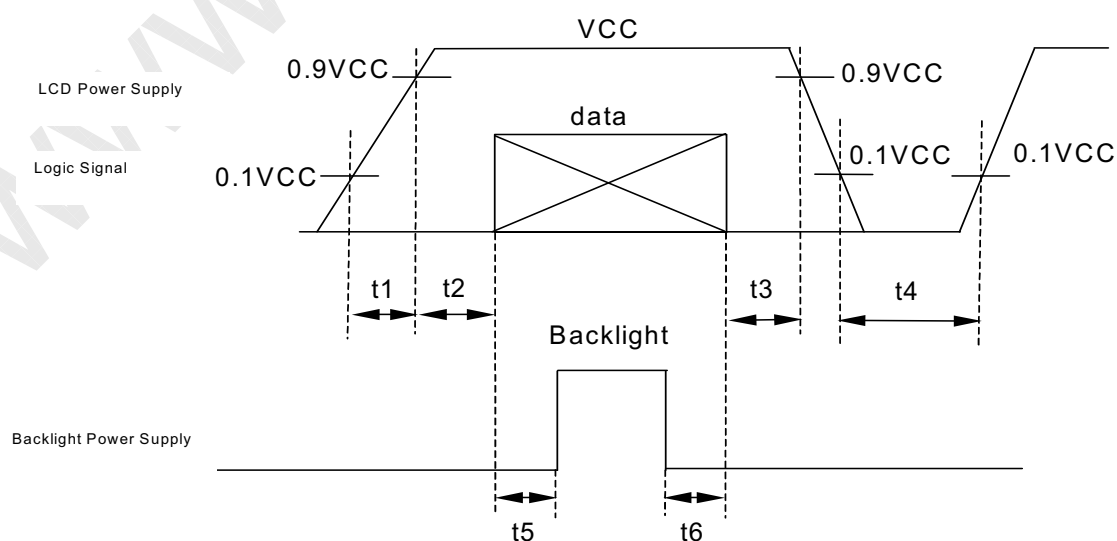 VCC
0.9VCC
0.9VCC
LCD Power Supply
data
Logic Signal
0.1VCC
0.1VCC
0.1VCC
t1
t2
t3
t4
Backlight
Backlight Power Supply
t5
t6